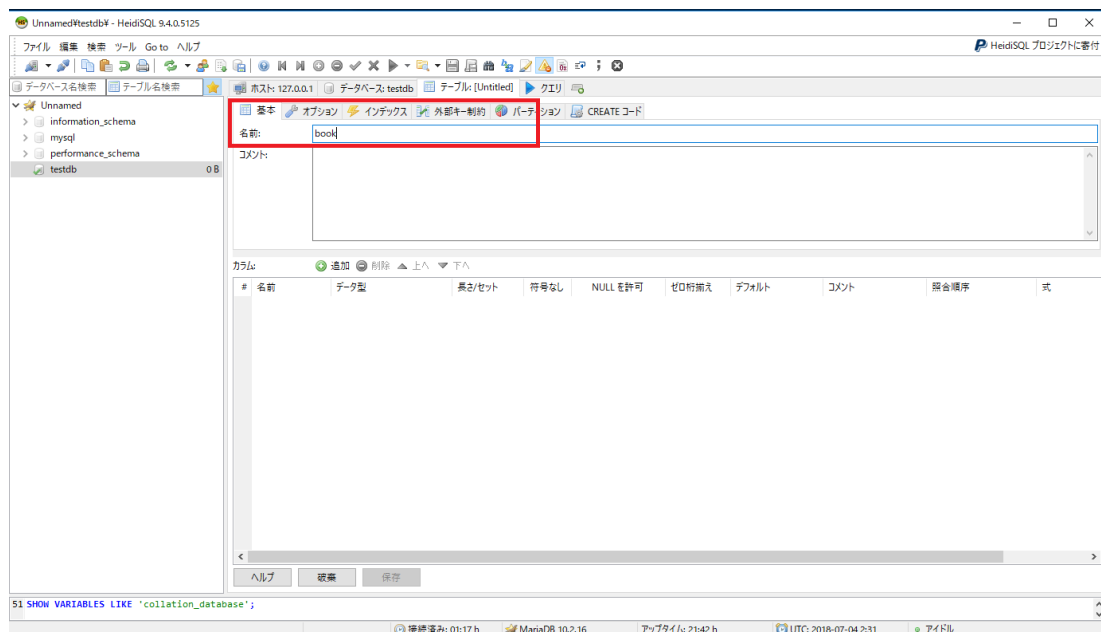 Unnamed¥testdb¥ - HeidiSQL 9.4.0.5125
ファイル 編集 検索 ツール Go to ヘルプ
HeidiSQL プロジェクトに寄付
データベース名検索 テーブル名検索
ホスト: 127.0.0.1 データベース: testdb テーブル: [Untitled] クエリ
Unnamed
information_schema
mysql
performance_schema
testdb 0 B
基本 オプション インデックス 外部キー制約 パーテーション CREATE コード
名前: book
コメント:
カラム: 追加 削除 上へ 下へ
# 名前 データ型 長さ/セット 符号なし NULL を許可 ゼロ桁揃え デフォルト コメント 照合順序 式
ヘルプ 破棄 保存
51 SHOW VARIABLES LIKE 'collation_database';
接続済み: 01:17 h MariaDB 10.2.16 アップタイム: 21:42 h UTC: 2018-07-04 2:31 アイドル